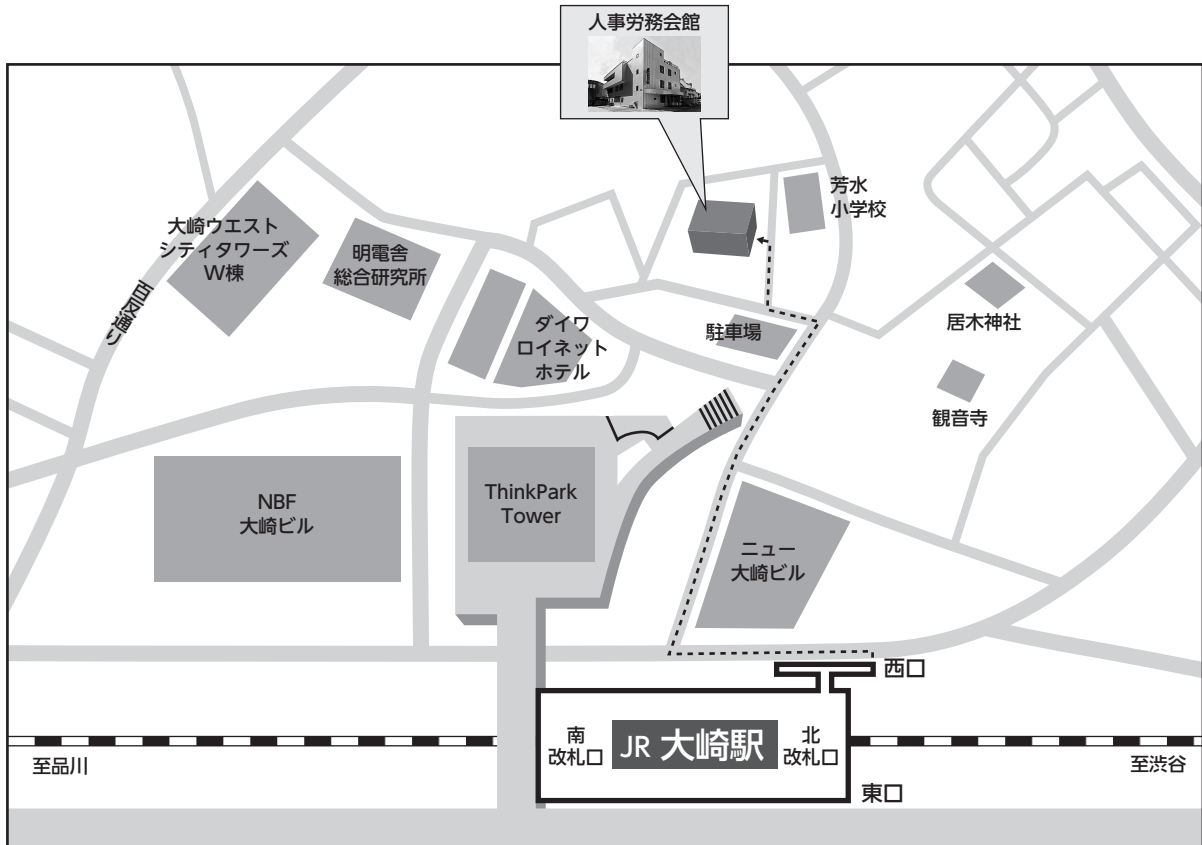 人事労務会館
芳水
小学校
大崎ウエスト
シティタワーズ
W棟
明電舎
総合研究所
百反通り
ダイワ
ロイネット
ホテル
駐車場
居木神社
観音寺
NBF
大崎ビル
ThinkPark
Tower
ニュー
大崎ビル
西口
南
改札口
JR 大崎駅
北
改札口
至品川
至渋谷
東口